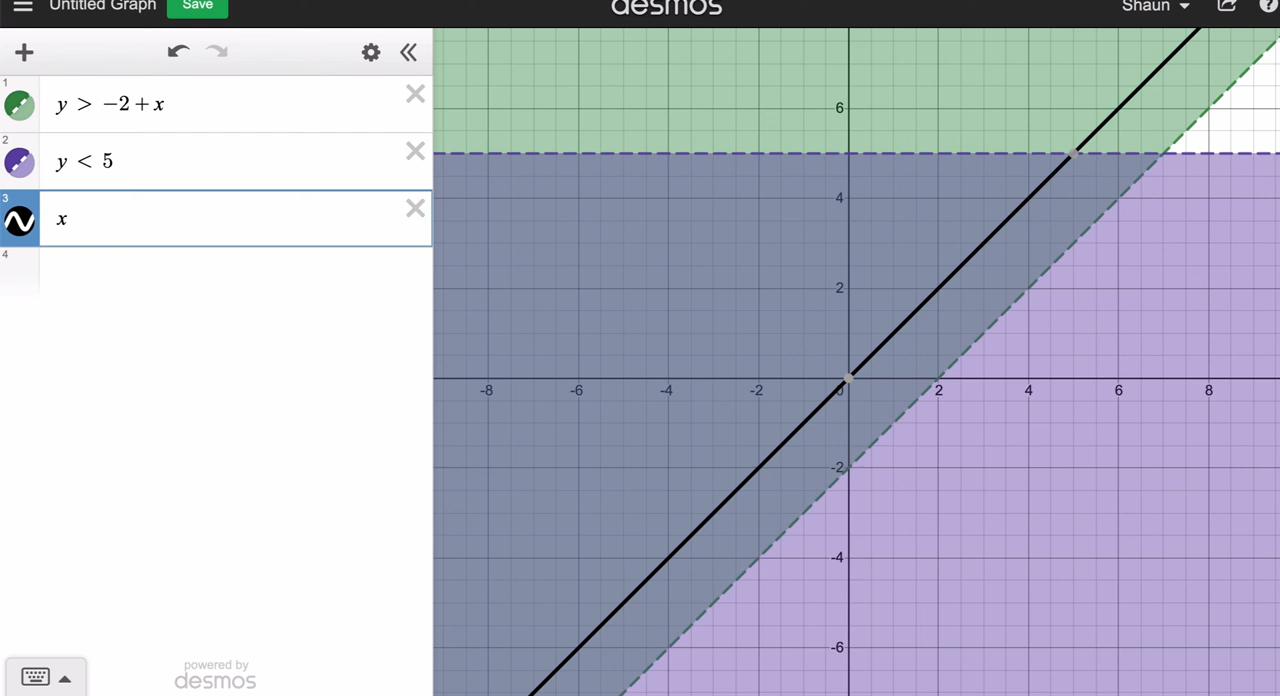 Untitled Graph
Save
desmos
Shaun
?
1
y > −2 + x
2
y < 5
3
x
4
powered by
desmos
6
4
2
-8 -6 -4 -2 0 2 4 6 8
-2
-4
-6